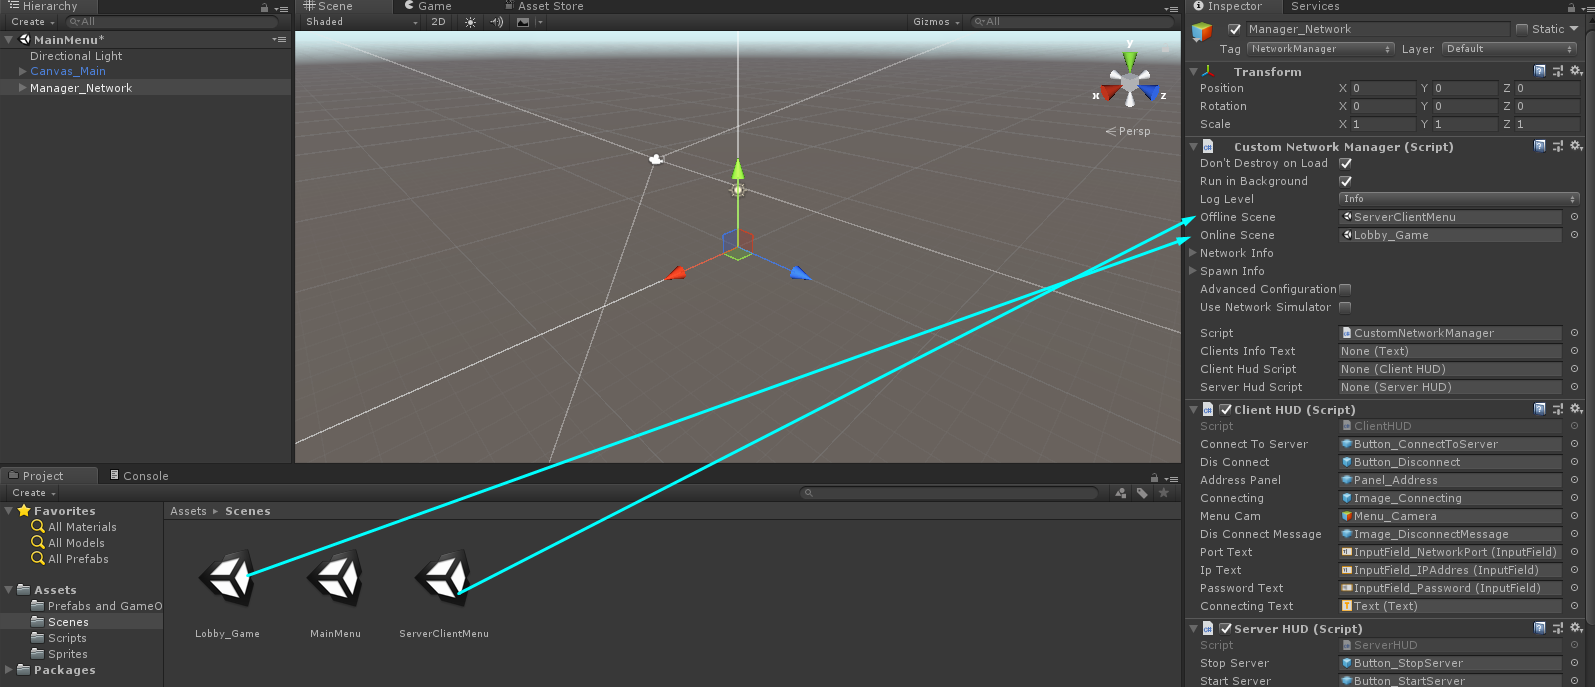 Hierarchy
Create
All
MainMenu*
Directional Light
Canvas_Main
Manager_Network
Scene
Game
Asset Store
Shaded
2D
Gizmos
All
y
x
z
Persp
Inspector
Services
Manager_Network
Static
Tag
NetworkManager
Layer
Default
Transform
Position X 0 Y 0 Z 0
Rotation X 0 Y 0 Z 0
Scale X 1 Y 1 Z 1
Custom Network Manager (Script)
Don't Destroy on Load
Run in Background
Log Level Info
Offline Scene ServerClientMenu
Online Scene Lobby_Game
Network Info
Spawn Info
Advanced Configuration
Use Network Simulator
Script CustomNetworkManager
Clients Info Text None (Text)
Client Hud Script None (Client HUD)
Server Hud Script None (Server HUD)
Client HUD (Script)
Script ClientHUD
Connect To Server Button_ConnectToServer
Dis Connect Button_Disconnect
Address Panel Panel_Address
Connecting Image_Connecting
Menu Cam Menu_Camera
Dis Connect Message Image_DisconnectMessage
Port Text InputField_NetworkPort (InputField)
Ip Text InputField_IPAddres (InputField)
Password Text InputField_Password (InputField)
Connecting Text Text (Text)
Server HUD (Script)
Script ServerHUD
Stop Server Button_StopServer
Start Server Button_StartServer
Project
Console
Create
Favorites
All Materials
All Models
All Prefabs
Assets
Prefabs and GameO
Scenes
Scripts
Sprites
Packages
Assets Scenes
Lobby_Game
MainMenu
ServerClientMenu